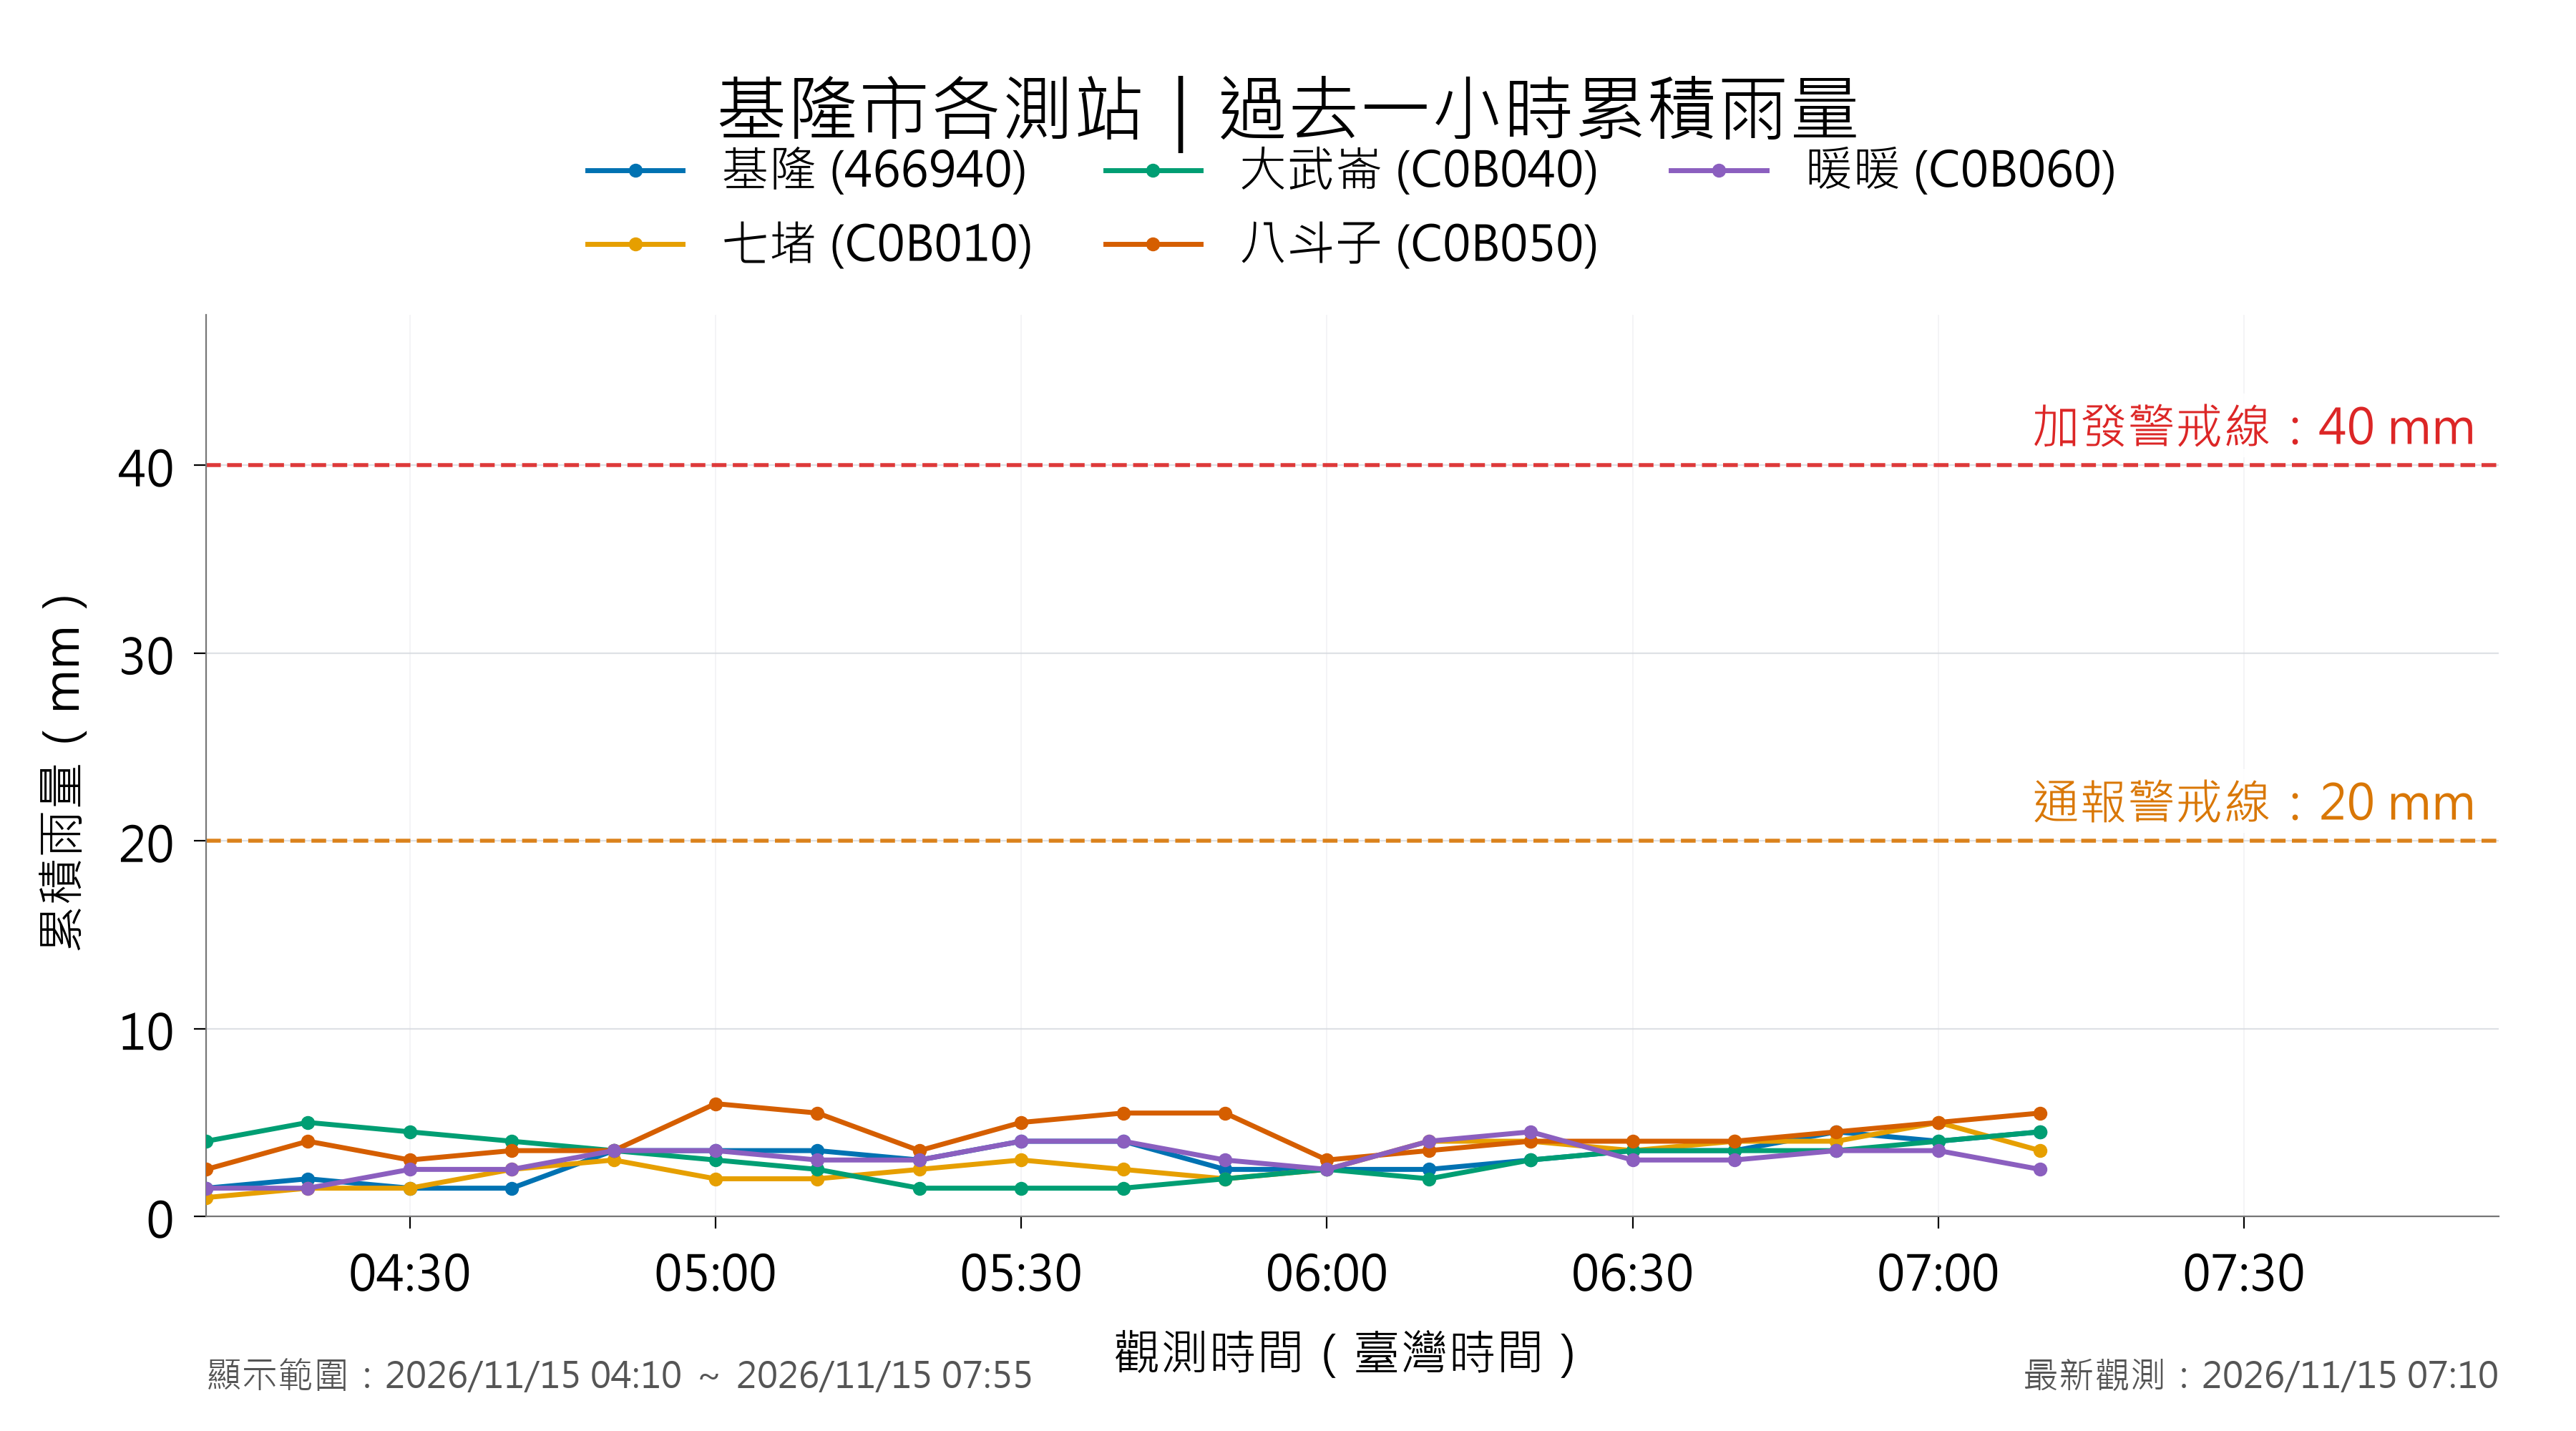 基隆市各測站｜過去一小時累積雨量
基隆 (466940)
七堵 (C0B010)
大武崙 (C0B040)
八斗子 (C0B050)
暖暖 (C0B060)
累積雨量（mm）
40
30
20
10
0
加發警戒線：40 mm
通報警戒線：20 mm
04:30 05:00 05:30 06:00 06:30 07:00 07:30
觀測時間（臺灣時間）
顯示範圍：2026/11/15 04:10 ~ 2026/11/15 07:55
最新觀測：2026/11/15 07:10